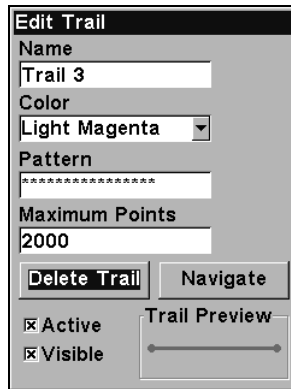 Edit Trail
Name
Trail 3
Color
Light Magenta
Pattern
***************
Maximum Points
2000
Delete Trail Navigate
Active Trail Preview
Visible